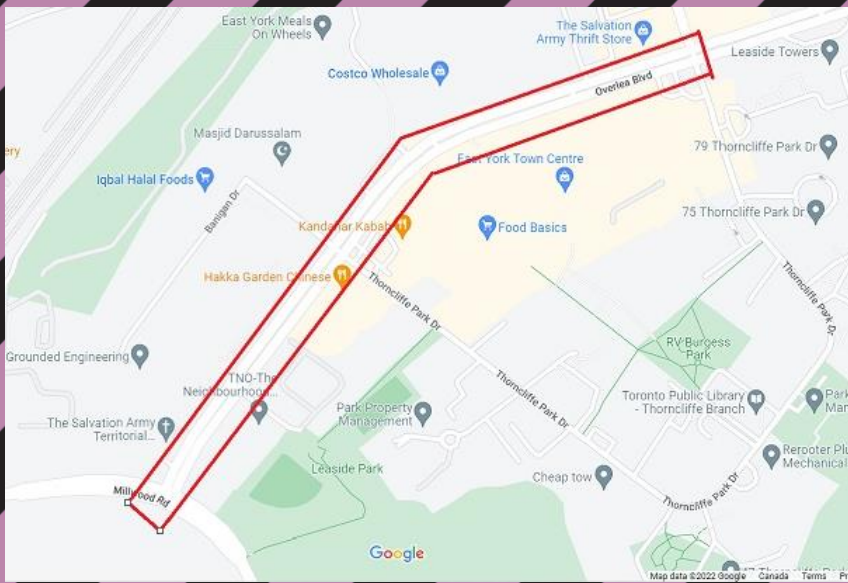 East York Meals
On Wheels
The Salvation
Army Thrift Store
Leaside Towers
Costco Wholesale
Overlea Blvd
Masjid Darussalam
79 Thorncliffe Park Dr
ery
East York Town Centre
Iqbal Halal Foods
Banigan Dr
75 Thorncliffe Park Dr
Kandahar Kabab
Food Basics
Hakka Garden Chinese
Thorncliffe Park Dr
Thorncliffe Park Dr
RV Burgess
Park
Grounded Engineering
TNO-The
Neighbourhoo...
Thorncliffe Park Dr
Toronto Public Library
- Thorncliffe Branch
Park
Man
The Salvation Army
Territorial...
Park Property
Management
Rerooter Plu
Mechanical
Leaside Park
Cheap tow
Thorncliffe Park Dr
Millwood Rd
Google
Map data ©2022 Google
Canada
Terms
Pr